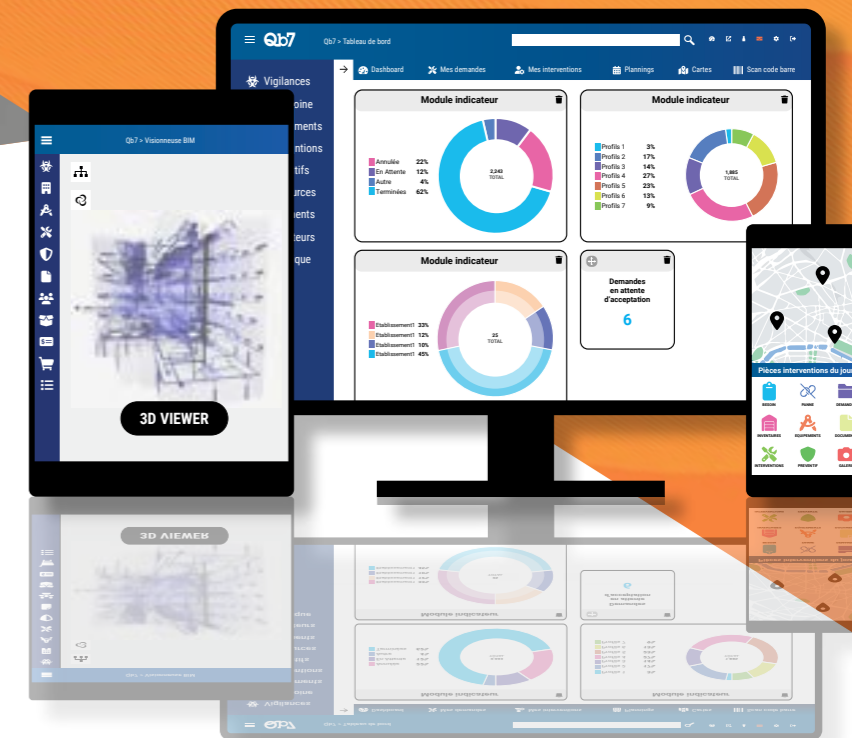 Qb7
Qb7 > Tableau de bord
Dashboard
Mes demandes
Mes interventions
Plannings
Cartes
Scan code barre
Vigilances
oine
ments
ntions
tifs
urces
ents
teurs
que
Module indicateur
Annulée 22%
En Attente 12%
Autre 4%
Terminées 62%
2,243
TOTAL
Module indicateur
Profils 1 3%
Profils 2 17%
Profils 3 14%
Profils 4 27%
Profils 5 23%
Profils 6 13%
Profils 7 9%
1,885
TOTAL
Module indicateur
Etablissement1 33%
Etablissement1 12%
Etablissement1 10%
Etablissement1 45%
25
TOTAL
Demandes
en attente
d'acceptation
6
Qb7 > Visionneuse BIM
3D VIEWER
Pièces interventions du jour
BESOIN
PANNE
DEMAND
INVENTAIRES
EQUIPEMENTS
DOCUMEN
INTERVENTIONS
PREVENTIF
GALERI